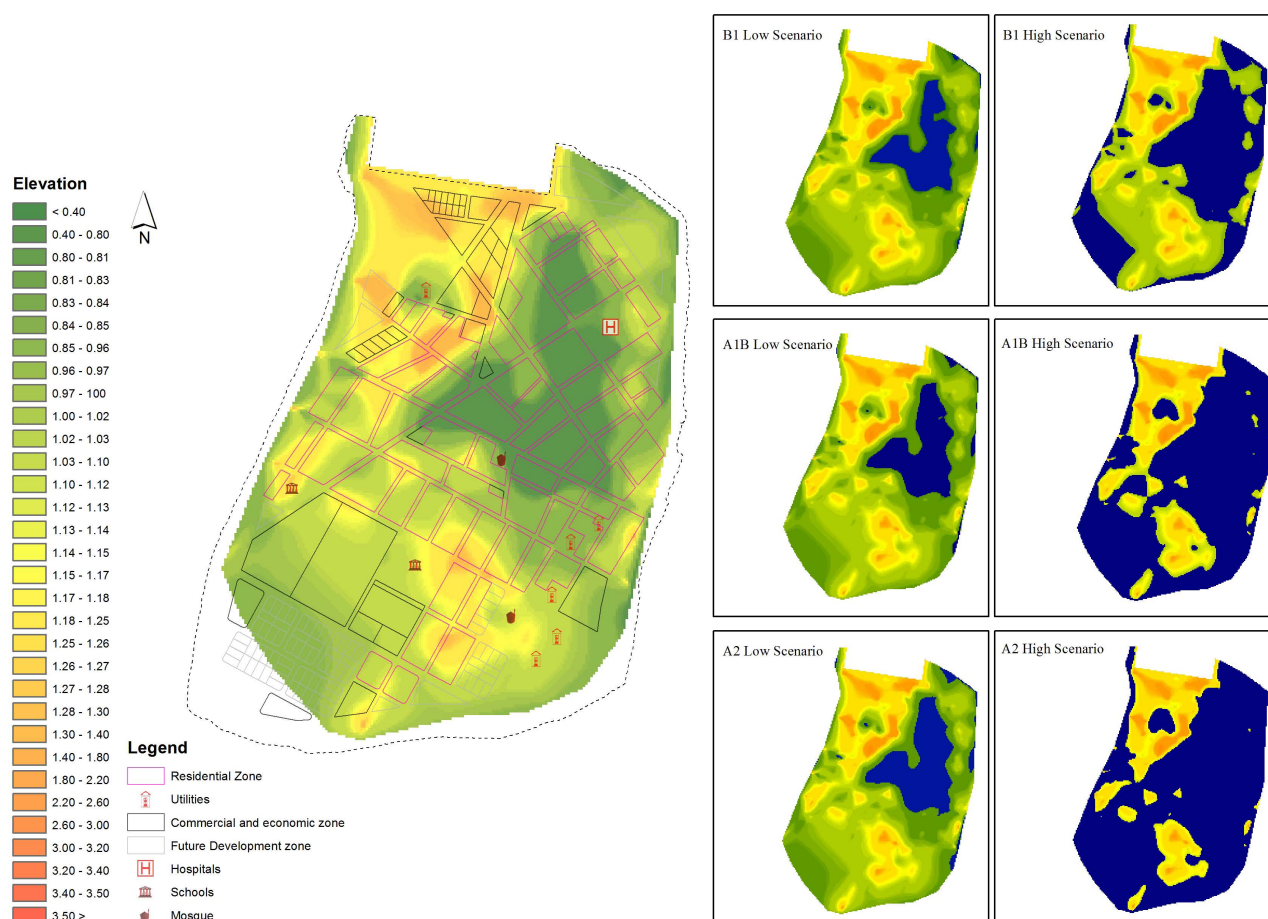 Elevation
< 0.40
0.40 - 0.80
0.80 - 0.81
0.81 - 0.83
0.83 - 0.84
0.84 - 0.85
0.85 - 0.96
0.96 - 0.97
0.97 - 100
1.00 - 1.02
1.02 - 1.03
1.03 - 1.10
1.10 - 1.12
1.12 - 1.13
1.13 - 1.14
1.14 - 1.15
1.15 - 1.17
1.17 - 1.18
1.18 - 1.25
1.25 - 1.26
1.26 - 1.27
1.27 - 1.28
1.28 - 1.30
1.30 - 1.40
1.40 - 1.80
1.80 - 2.20
2.20 - 2.60
2.60 - 3.00
3.00 - 3.20
3.20 - 3.40
3.40 - 3.50
3.50 >
N
H
Legend
Residential Zone
Utilities
Commercial and economic zone
Future Development zone
H Hospitals
Schools
Mosque
B1 Low Scenario
B1 High Scenario
A1B Low Scenario
A1B High Scenario
A2 Low Scenario
A2 High Scenario